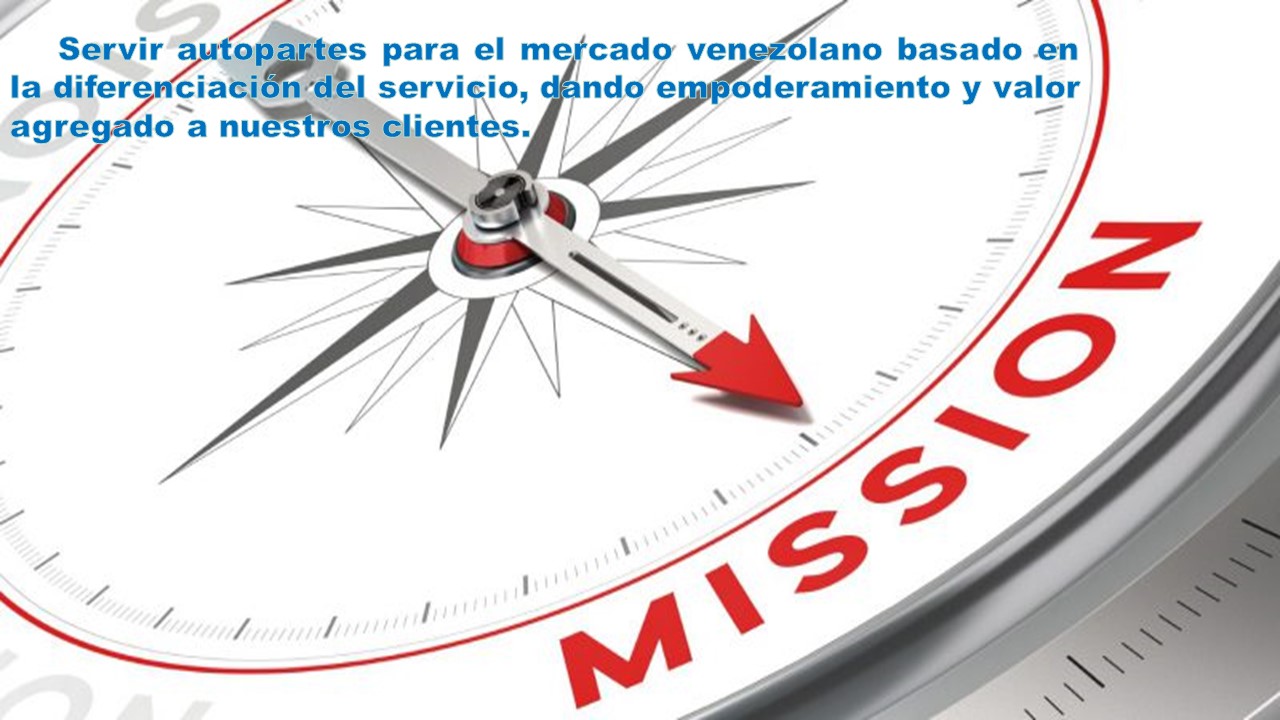 Servir autopartes para el mercado venezolano basado en
la diferenciación del servicio, dando empoderamiento y valor
agregado a nuestros clientes.
MISSION